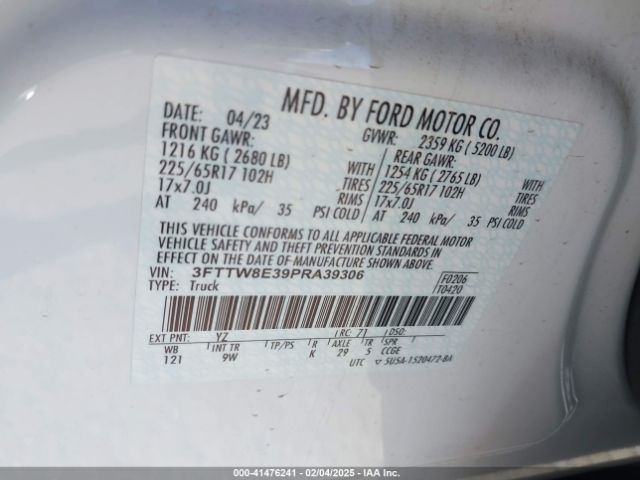 MFD. BY FORD MOTOR CO.
DATE: 04/23 GVWR: 2359 KG ( 5200 LB)
FRONT GAWR: REAR GAWR:
1216 KG ( 2680 LB) WITH 1254 KG ( 2765 LB) WITH
225/65R17 102H TIRES 225/65R17 102H TIRES
17x7.0J RIMS 17x7.0J RIMS
AT 240 kPa/ 35 PSI COLD AT 240 kPa/ 35 PSI COLD
THIS VEHICLE CONFORMS TO ALL APPLICABLE FEDERAL MOTOR
VEHICLE SAFETY AND THEFT PREVENTION STANDARDS IN
EFFECT ON THE DATE OF MANUFACTURE SHOWN ABOVE.
VIN: 3FTTW8E39PRA39306 F0206
TYPE: Truck T0420
EXT PNT: YZ RC: 71 DSO:
WB INT TR TP/PS R AXLE TR SPR
121 9W K 29 5 CCGE
UTC 5U5A-1520472-BA
000-41476241 - 02/04/2025 - IAA Inc.